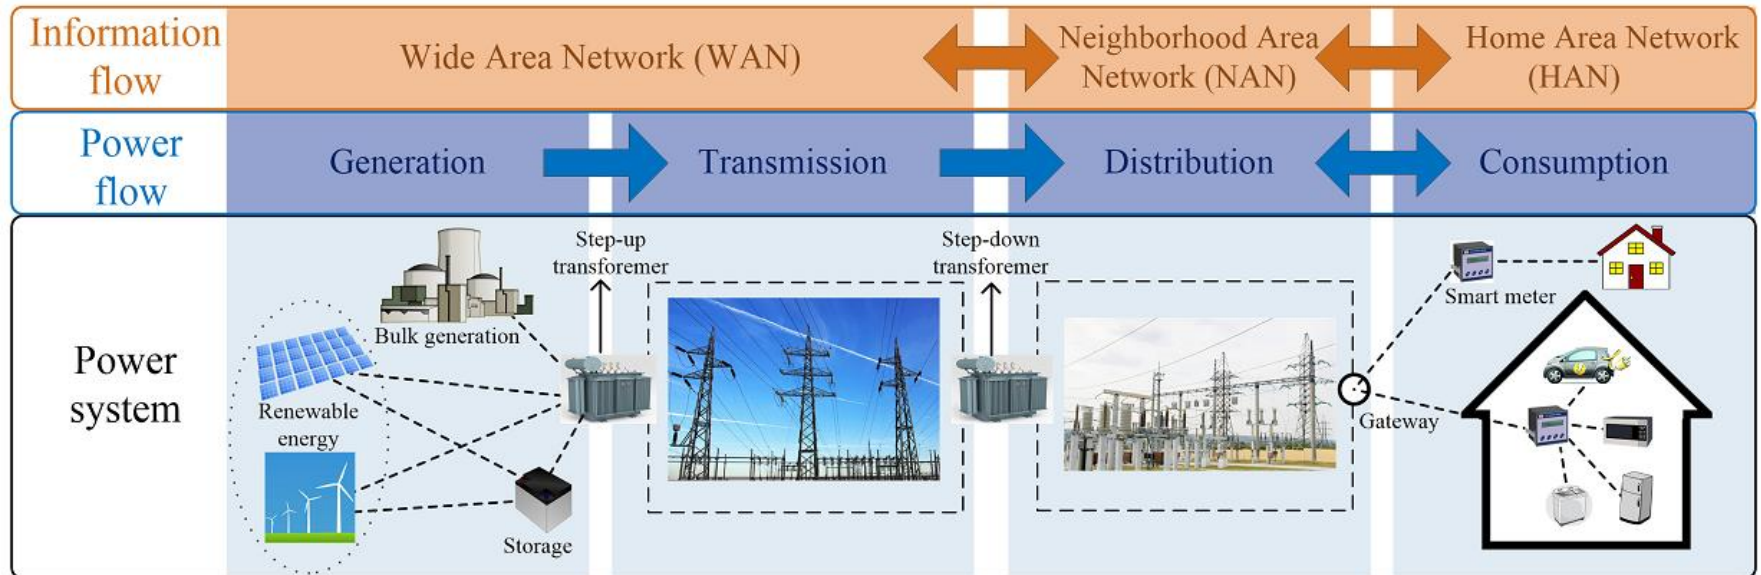 Information
flow
Wide Area Network (WAN)
Neighborhood Area
Network (NAN)
Home Area Network
(HAN)
Power
flow
Generation
Transmission
Distribution
Consumption
Power
system
Bulk generation
Renewable
energy
Storage
Step-up
transforemer
Step-down
transforemer
Gateway
Smart meter